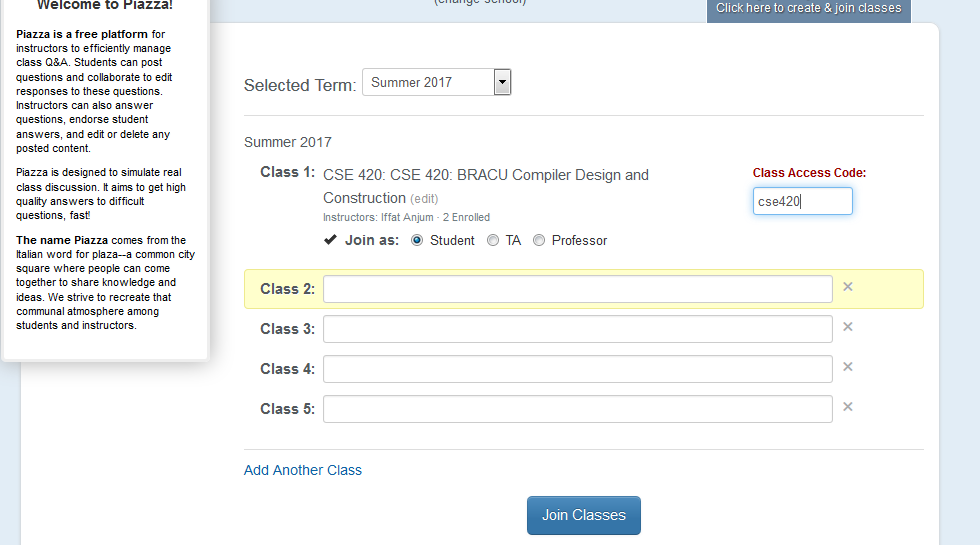 Welcome to Piazza!
Piazza is a free platform for
instructors to efficiently manage
class Q&A. Students can post
questions and collaborate to edit
responses to these questions.
Instructors can also answer
questions, endorse student
answers, and edit or delete any
posted content.
Piazza is designed to simulate real
class discussion. It aims to get high
quality answers to difficult
questions, fast!
The name Piazza comes from the
Italian word for plaza--a common city
square where people can come
together to share knowledge and
ideas. We strive to recreate that
communal atmosphere among
students and instructors.
(change school)
Click here to create & join classes
Selected Term: Summer 2017
Summer 2017
Class 1: CSE 420: CSE 420: BRACU Compiler Design and
Construction (edit)
Instructors: Iffat Anjum · 2 Enrolled
Class Access Code:
cse420
Join as: Student TA Professor
Class 2:
Class 3:
Class 4:
Class 5:
Add Another Class
Join Classes